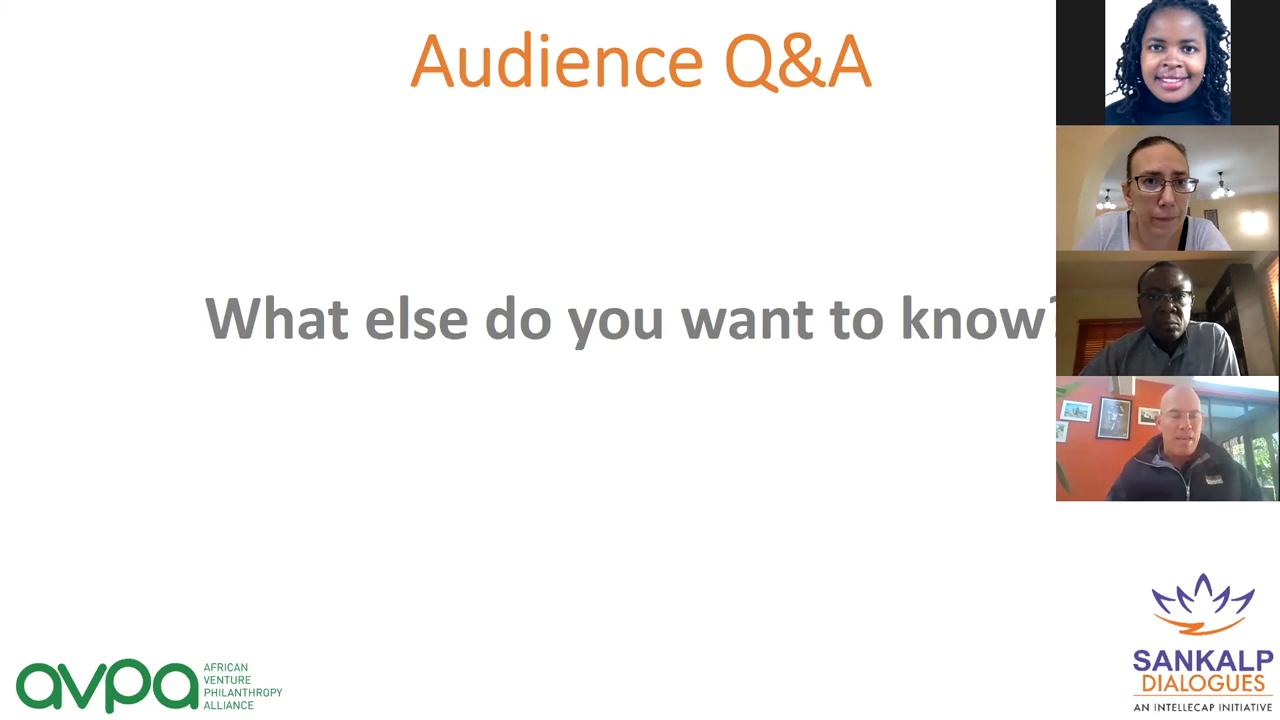 Audience Q&A
What else do you want to know?
avpa
AFRICAN
VENTURE
PHILANTHROPY
ALLIANCE
SANKALP
DIALOGUES
AN INTELLECAP INITIATIVE